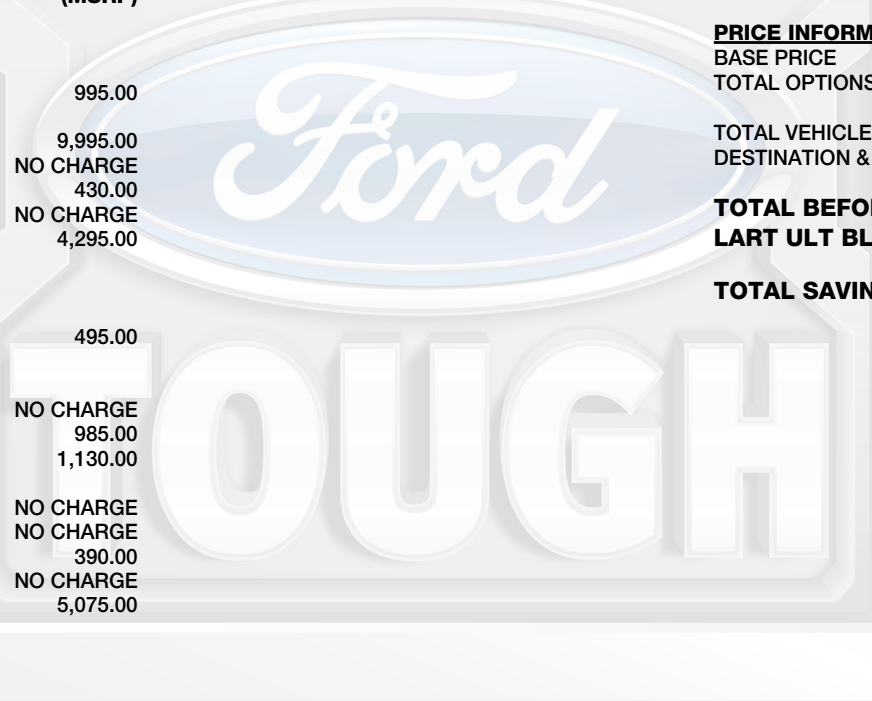 (MSRP)
995.00
9,995.00
NO CHARGE
430.00
NO CHARGE
4,295.00
495.00
NO CHARGE
985.00
1,130.00
NO CHARGE
NO CHARGE
390.00
NO CHARGE
5,075.00
Ford
TOUGH
PRICE INFORM
BASE PRICE
TOTAL OPTIONS
TOTAL VEHICLE
DESTINATION &
TOTAL BEFO
LART ULT BL
TOTAL SAVIN